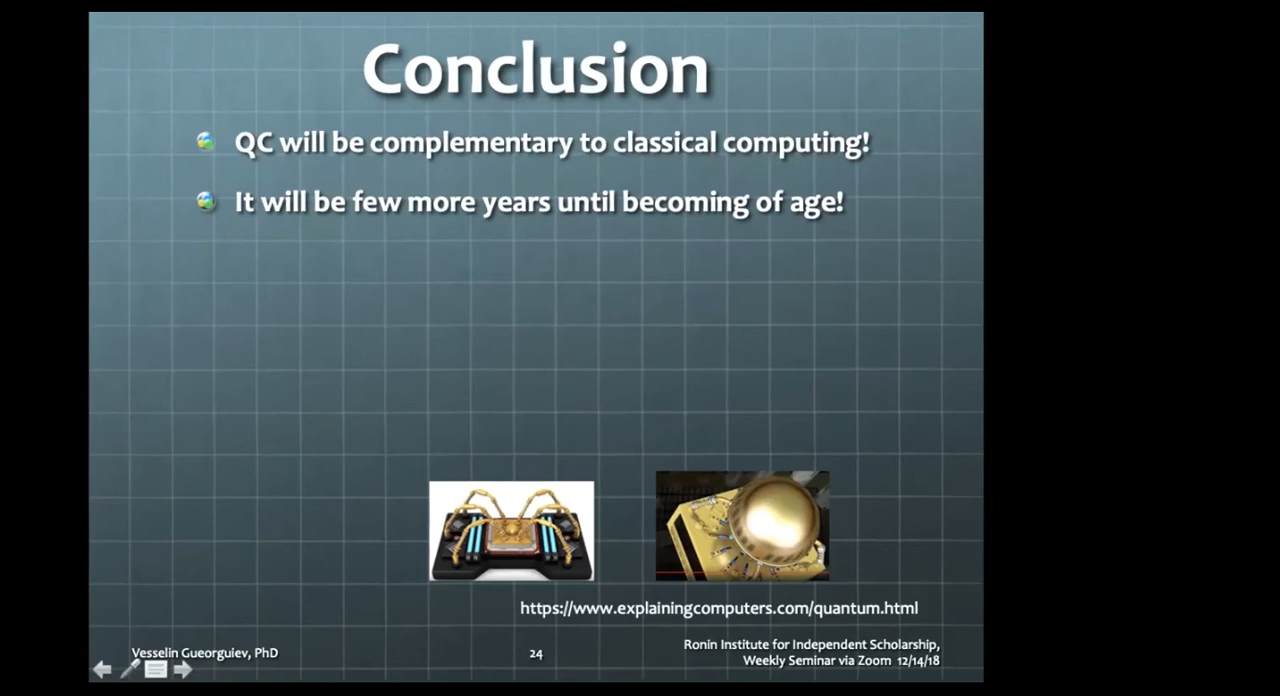 Conclusion
QC will be complementary to classical computing!
It will be few more years until becoming of age!
https://www.explainingcomputers.com/quantum.html
Vesselin Gueorguiev, PhD
24
Ronin Institute for Independent Scholarship,
Weekly Seminar via Zoom 12/14/18